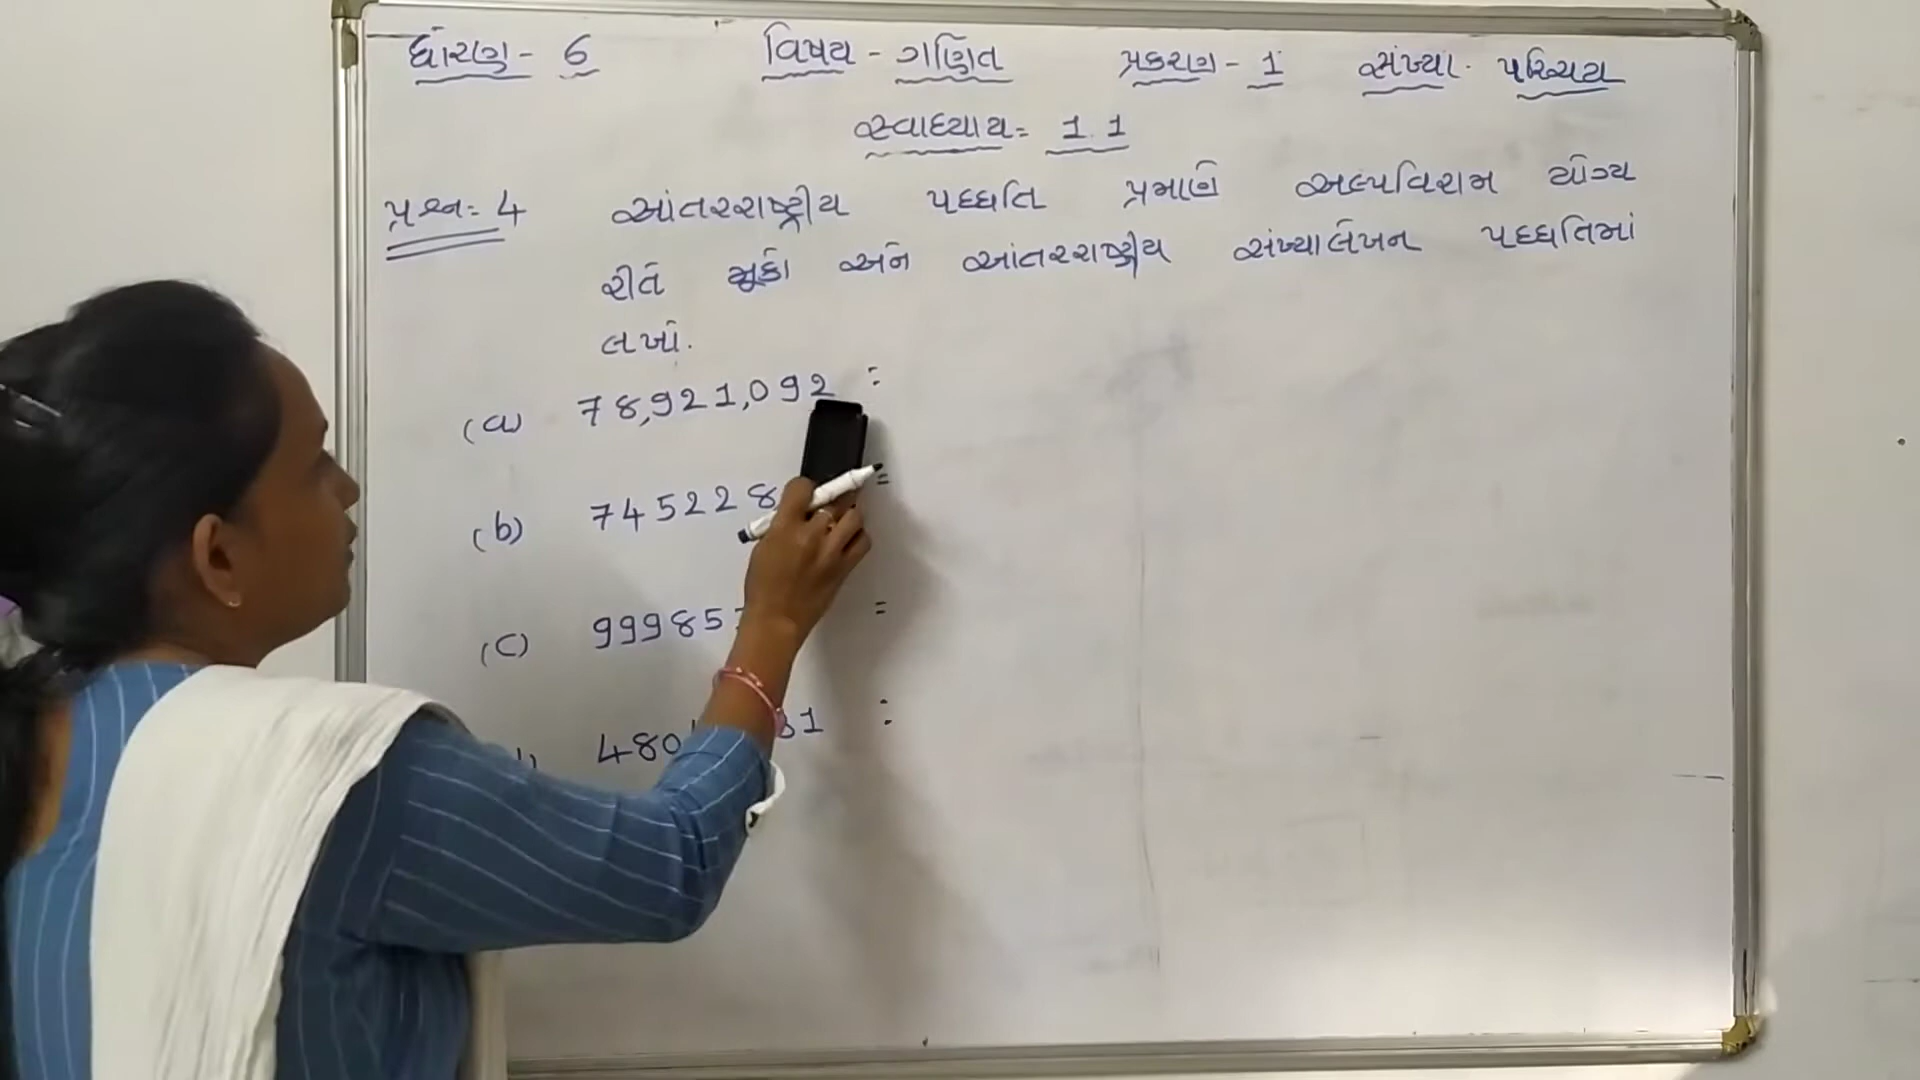 ધોરણ - 6 વિષય - ગણિત પ્રકરણ - 1 સંખ્યા પરિચય
સ્વાધ્યાય = 1.1
પ્રશ્ન = 4 આંતરરાષ્ટ્રીય પદ્ધતિ પ્રમાણે અલ્પવિરામ યોગ્ય
રીતે મૂકો અને આંતરરાષ્ટ્રીય સંખ્યાલેખન પદ્ધતિમાં
લખો.
(a) 78,921,092 =
(b) 745228 =
(c) 99985 =
480 81 =